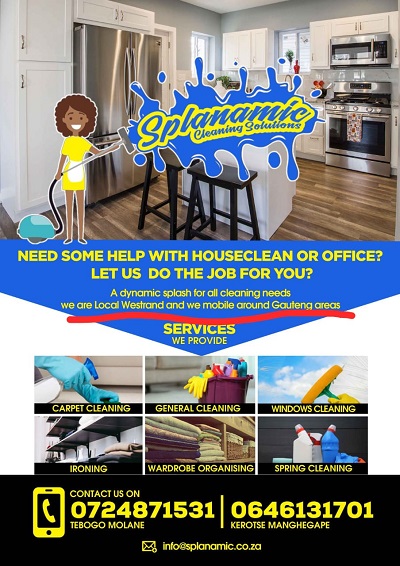 Splanamic
Cleaning Solutions
NEED SOME HELP WITH HOUSECLEAN OR OFFICE?
LET US DO THE JOB FOR YOU?
A dynamic splash for all cleaning needs
we are Local Westrand and we mobile around Gauteng areas
SERVICES
WE PROVIDE
CARPET CLEANING
GENERAL CLEANING
WINDOWS CLEANING
IRONING
WARDROBE ORGANISING
SPRING CLEANING
CONTACT US ON
0724871531 | 0646131701
TEBOGO MOLANE
KEROTSE MANGHEGAPE
info@splanamic.co.za